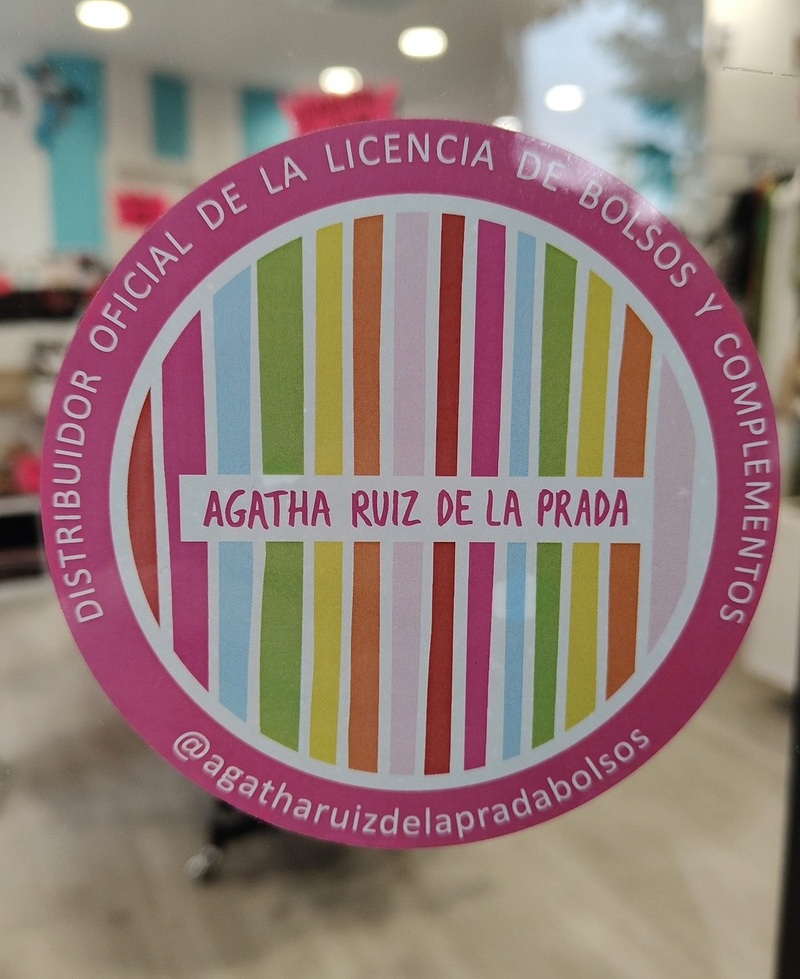 DISTRIBUIDOR OFICIAL DE LA LICENCIA DE BOLSOS Y COMPLEMENTOS
AGATHA RUIZ DE LA PRADA
@agatharuizdelapradabolsos